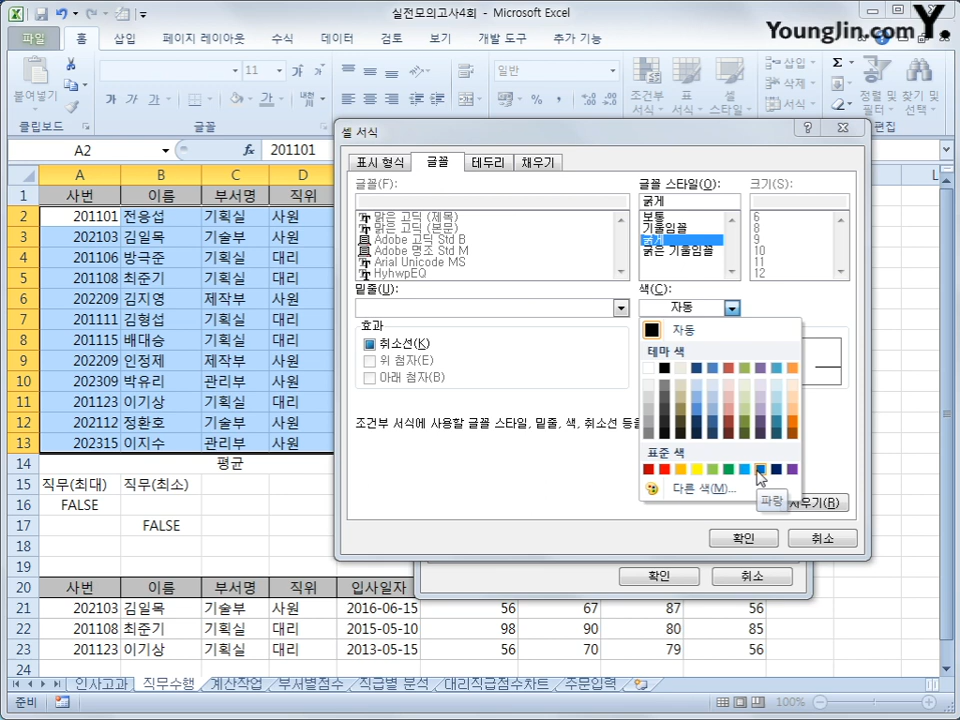 실전모의고사4회 - Microsoft Excel
YoungJin.com Y.
파일 홈 삽입 페이지 레이아웃 수식 데이터 검토 보기 개발 도구 추가 기능
붙여넣기
11
가 가 가
일반
조건부 서식
표 서식
셀 스타일
삽입
삭제
서식
정렬 및 필터
찾기 및 선택
클립보드 글꼴 편집
A2 fx 201101
A B C D L
1 사번 이름 부서명 직위
2 201101 전응섭 기획실 사원
3 202103 김일목 기술부 사원
4 201106 방극준 기획실 대리
5 201108 최준기 기획실 대리
6 202209 김지영 제작부 사원
7 201111 김형섭 기획실 대리
8 201115 배대승 기획실 대리
9 202209 인정제 제작부 사원
10 202309 박유리 관리부 사원
11 201123 이기상 기획실 대리
12 202112 정환호 기술부 사원
13 202315 이지수 관리부 사원
14 평균
15 직무(최대) 직무(최소)
16 FALSE
17 FALSE
18
19
20 사번 이름 부서명 직위 입사일자
21 202103 김일목 기술부 사원 2016-06-15 56 67 87 56
22 201108 최준기 기획실 대리 2015-05-10 98 90 80 85
23 201123 이기상 기획실 대리 2013-05-15 56 70 79 56
24
셀 서식
표시 형식 글꼴 테두리 채우기
글꼴(F): 글꼴 스타일(O): 크기(S):
굵게
맑은 고딕 (제목)
맑은 고딕 (본문)
Adobe 고딕 Std B
Adobe 명조 Std M
Arial Unicode MS
HyhwpEQ
보통
기울임꼴
굵게
굵은 기울임꼴
6
8
9
10
11
12
밑줄(U): 색(C):
자동
효과
취소선(K)
위 첨자(E)
아래 첨자(B)
자동
테마 색
표준 색
다른 색(M)...
파랑
조건부 서식에 사용할 글꼴 스타일, 밑줄, 색, 취소선 등을
지우기(R)
확인 취소
확인 취소
인사고과 직무수행 계산작업 부서별점수 직급별 분석 대리직급점수차트 주문입력
준비 100%